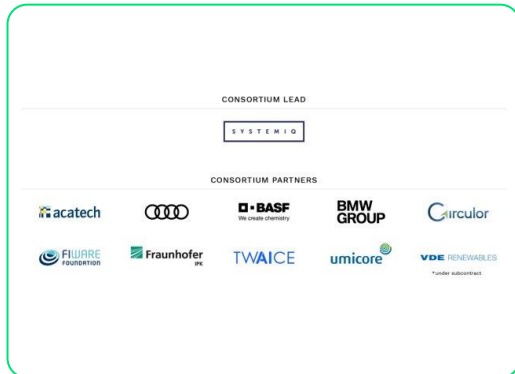 CONSORTIUM LEAD
SYSTEMIQ
CONSORTIUM PARTNERS
acatech
BASF
We create chemistry
BMW
GROUP
Circulor
FIWARE
FOUNDATION
Fraunhofer
IPK
TWAICE
umicore
VDE RENEWABLES
*under subcontract